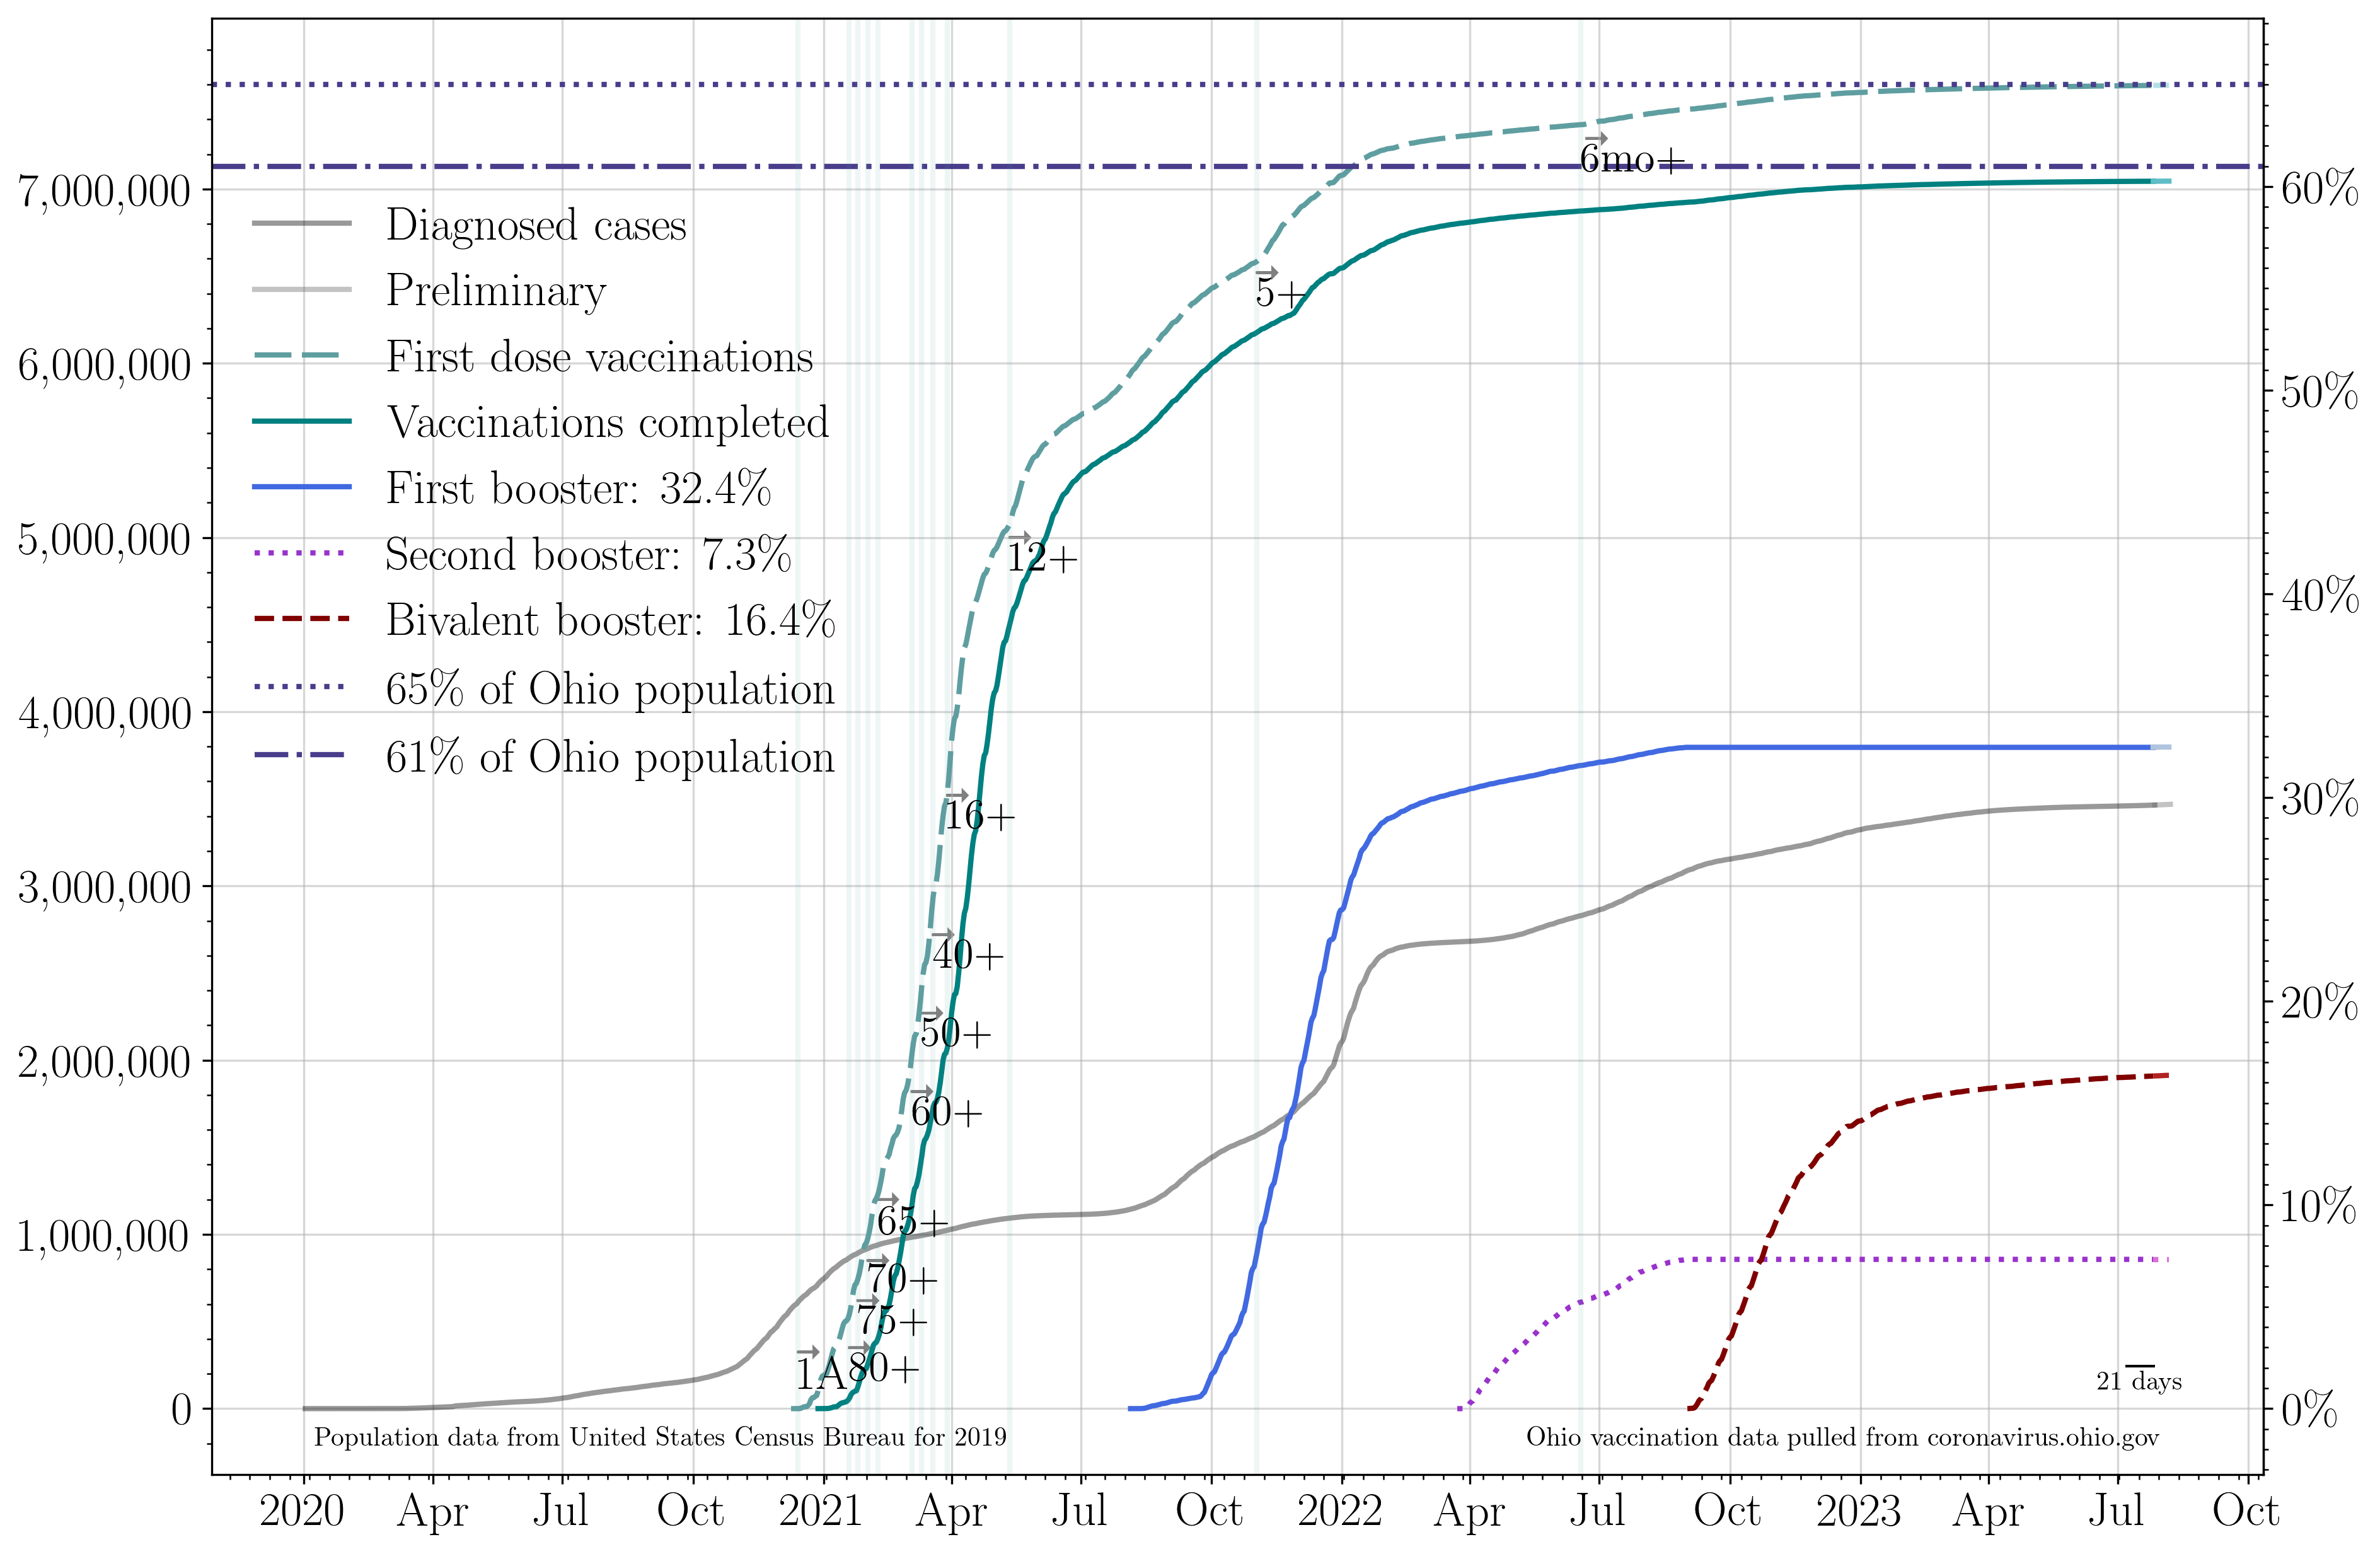 7,000,000
6,000,000
5,000,000
4,000,000
3,000,000
2,000,000
1,000,000
0
Diagnosed cases
Preliminary
First dose vaccinations
Vaccinations completed
First booster: 32.4%
Second booster: 7.3%
Bivalent booster: 16.4%
65% of Ohio population
61% of Ohio population
6mo+
5+
12+
16+
40+
50+
60+
65+
70+
75+
80+
1A
21 days
60%
50%
40%
30%
20%
10%
0%
Population data from United States Census Bureau for 2019
Ohio vaccination data pulled from coronavirus.ohio.gov
2020 Apr Jul Oct 2021 Apr Jul Oct 2022 Apr Jul Oct 2023 Apr Jul Oct